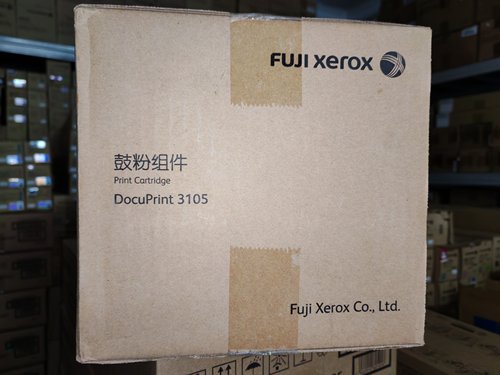 FUJI xerox
鼓粉组件
Print Cartridge
DocuPrint 3105
Fuji Xerox Co., Ltd.